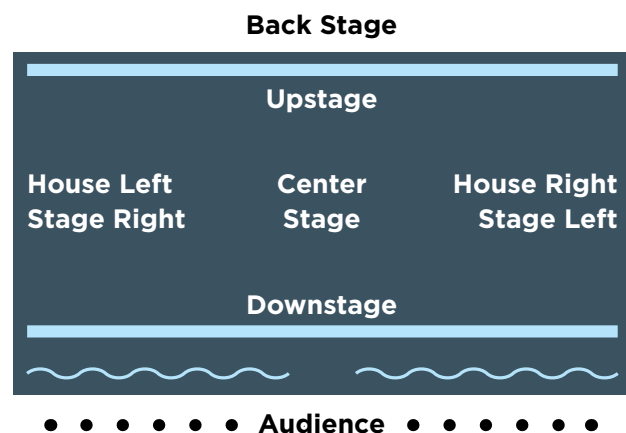 Back Stage
Upstage
House Left
Stage Right
Center
Stage
House Right
Stage Left
Downstage
Audience